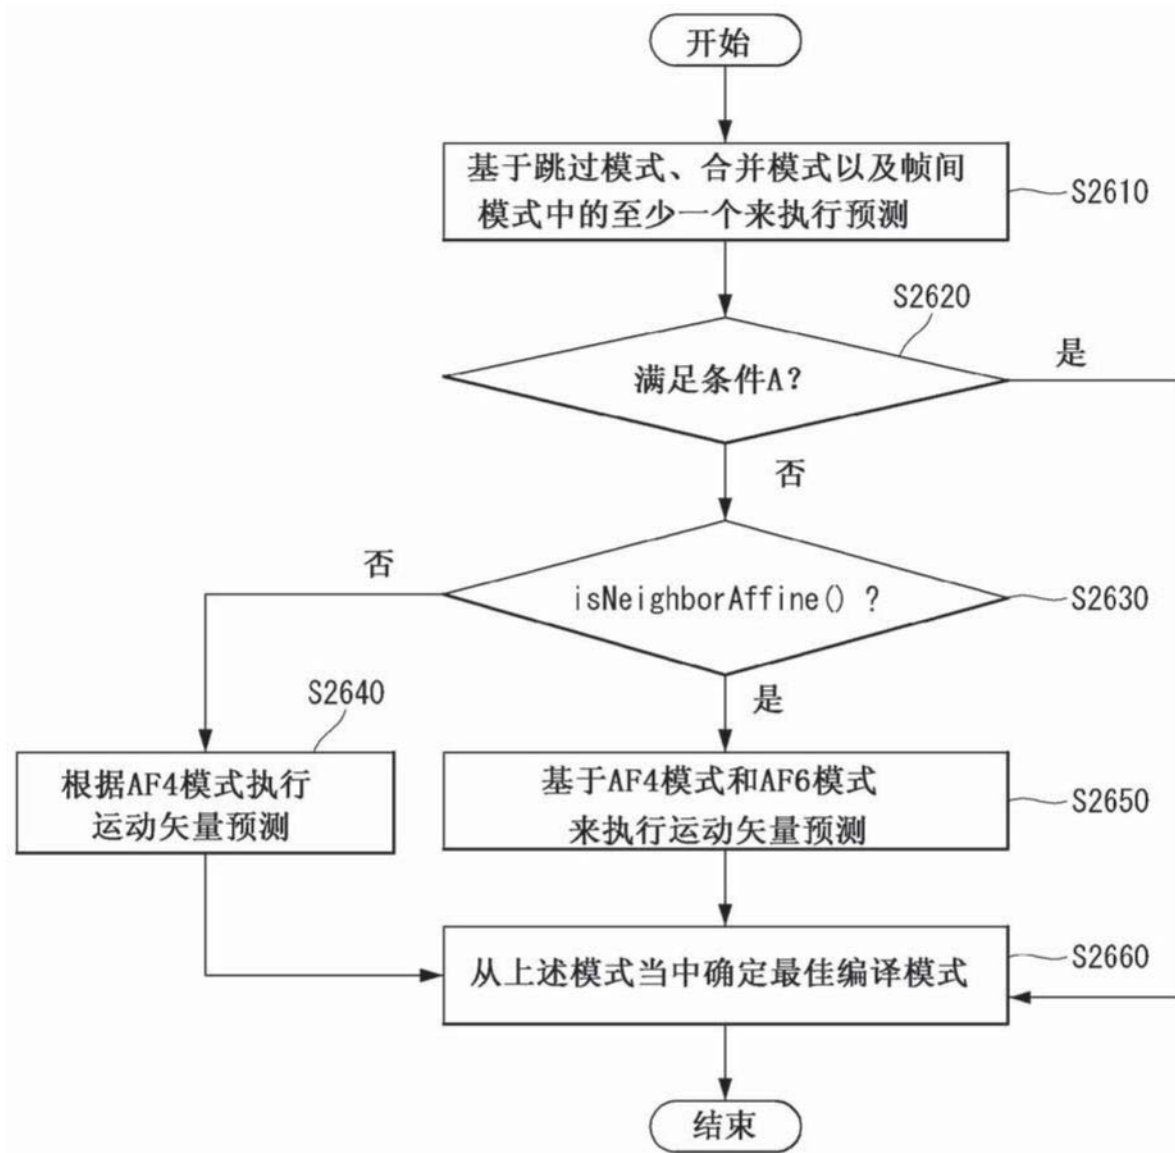 开始
基于跳过模式、合并模式以及帧间
模式中的至少一个来执行预测
S2610
S2620
满足条件A?
是
否
否
isNeighborAffine() ?
S2630
是
S2640
根据AF4模式执行
运动矢量预测
基于AF4模式和AF6模式
来执行运动矢量预测
S2650
从上述模式当中确定最佳编译模式
S2660
结束